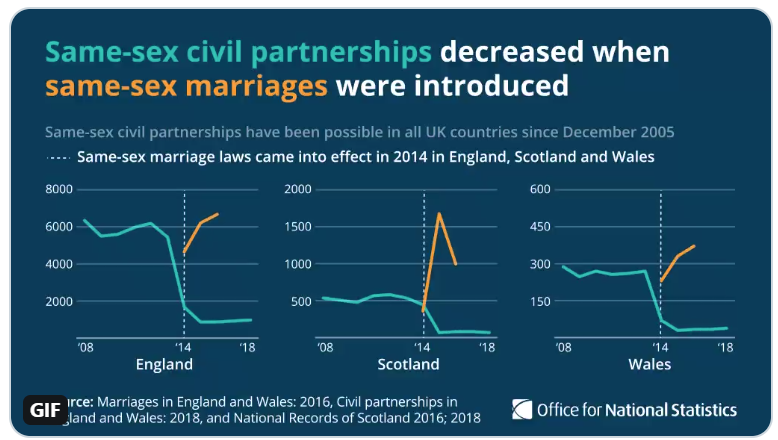 Same-sex civil partnerships decreased when
same-sex marriages were introduced
Same-sex civil partnerships have been possible in all UK countries since December 2005
Same-sex marriage laws came into effect in 2014 in England, Scotland and Wales
8000
6000
4000
2000
'08
'14
'18
England
2000
1500
1000
500
'08
'14
'18
Scotland
600
450
300
150
'08
'14
'18
Wales
GIF
Marriages in England and Wales: 2016, Civil partnerships in
and Wales: 2018, and National Records of Scotland 2016; 2018
Office for National Statistics